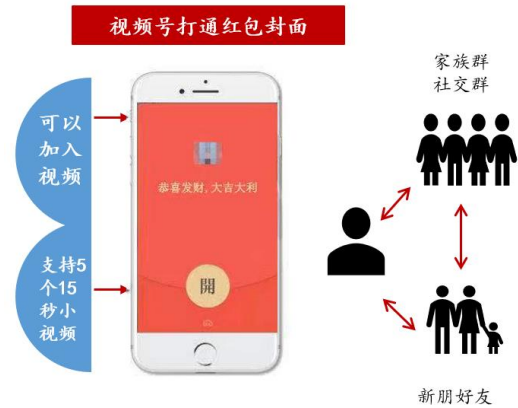 视频号打通红包封面
可以
加入
视频
支持5
个15
秒小
视频
恭喜发财,大吉大利
開
家族群
社交群
新朋好友